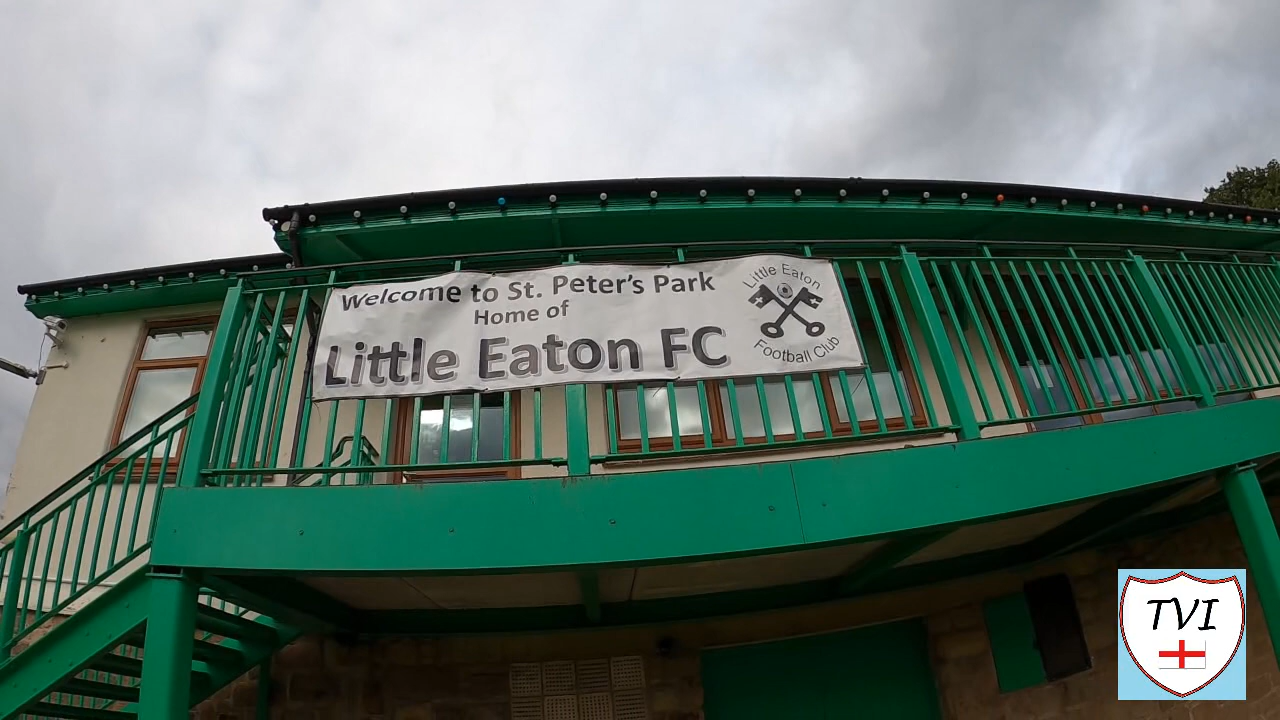 Welcome to St. Peter's Park
Home of
Little Eaton FC
Little Eaton
Football Club
TVI